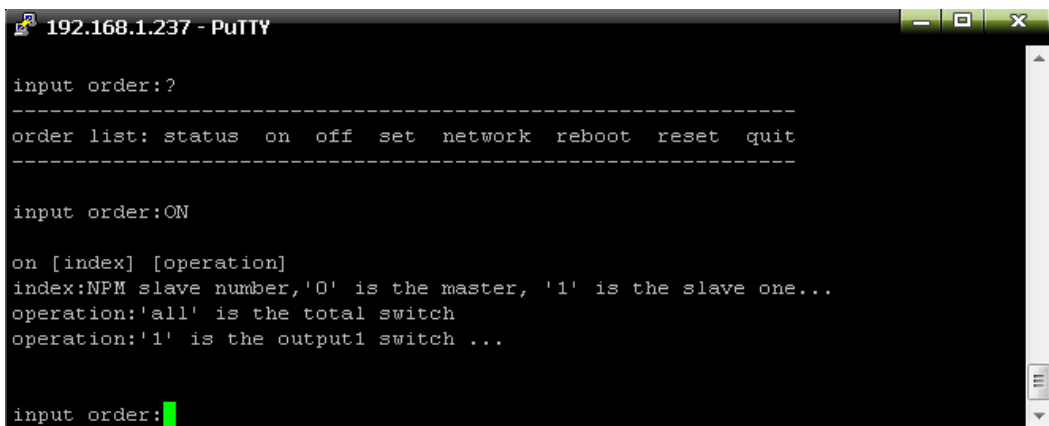 192.168.1.237 - PuTTY
input order:?
--------------------------------------------------------------
order list: status  on  off  set  network  reboot  reset  quit
--------------------------------------------------------------
input order:ON
on [index] [operation]
index:NPM slave number,'0' is the master, '1' is the slave one...
operation:'all' is the total switch
operation:'1' is the output1 switch ...
input order: